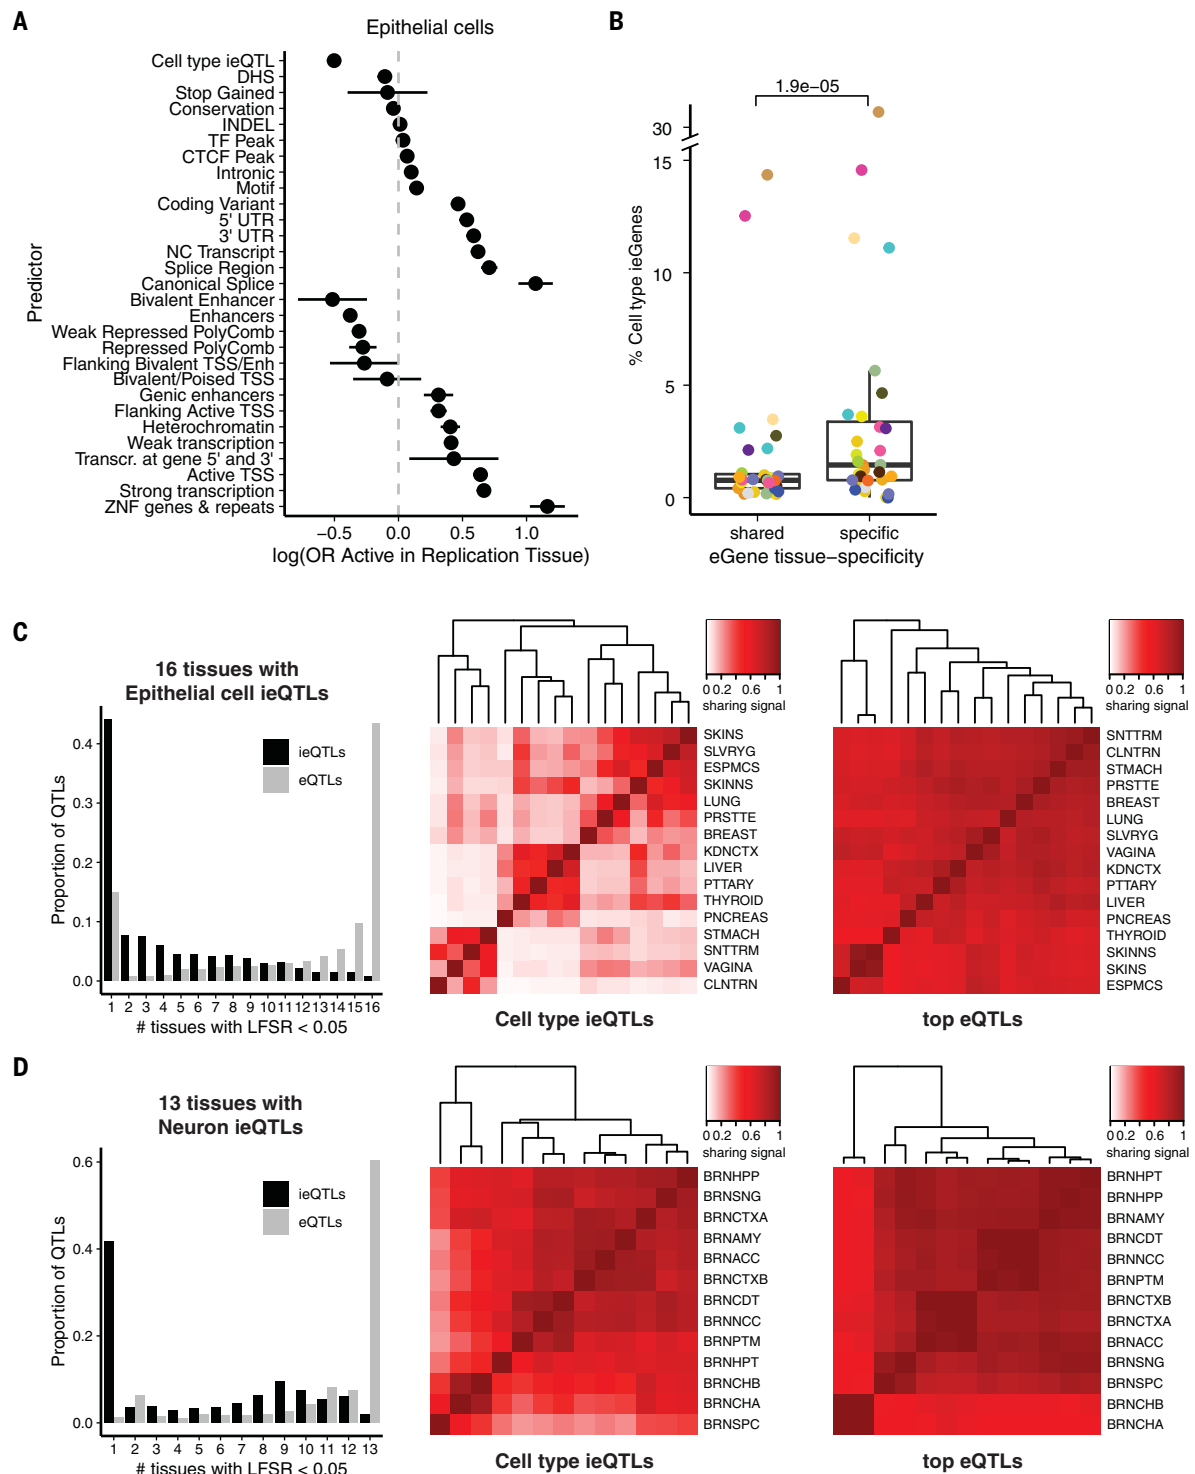 A
Epithelial cells
Predictor
Cell type ieQTL
DHS
Stop Gained
Conservation
INDEL
TF Peak
CTCF Peak
Intronic
Motif
Coding Variant
5' UTR
3' UTR
NC Transcript
Splice Region
Canonical Splice
Bivalent Enhancer
Enhancers
Weak Repressed PolyComb
Repressed PolyComb
Flanking Bivalent TSS/Enh
Bivalent/Poised TSS
Genic enhancers
Flanking Active TSS
Heterochromatin
Weak transcription
Transcr. at gene 5' and 3'
Active TSS
Strong transcription
ZNF genes & repeats
−0.5 0.0 0.5 1.0
log(OR Active in Replication Tissue)
B
1.9e−05
% Cell type ieGenes
30
15
10
5
0
shared specific
eGene tissue−specificity
C
16 tissues with
Epithelial cell ieQTLs
Proportion of QTLs
0.4
0.3
0.2
0.1
0.0
ieQTLs
eQTLs
1 2 3 4 5 6 7 8 9 10 11 12 13 14 15 16
# tissues with LFSR < 0.05
0 0.2 0.6 1
sharing signal
SKINS
SLVRYG
ESPMCS
SKINNS
LUNG
PRSTTE
BREAST
KDNCTX
LIVER
PTTARY
THYROID
PNCREAS
STMACH
SNTTRM
VAGINA
CLNTRN
Cell type ieQTLs
0 0.2 0.6 1
sharing signal
SNTTRM
CLNTRN
STMACH
PRSTTE
BREAST
LUNG
SLVRYG
VAGINA
KDNCTX
PTTARY
LIVER
PNCREAS
THYROID
SKINNS
SKINS
ESPMCS
top eQTLs
D
13 tissues with
Neuron ieQTLs
Proportion of QTLs
0.6
0.4
0.2
0.0
ieQTLs
eQTLs
1 2 3 4 5 6 7 8 9 10 11 12 13
# tissues with LFSR < 0.05
0 0.2 0.6 1
sharing signal
BRNHPP
BRNSNG
BRNCTXA
BRNAMY
BRNACC
BRNCTXB
BRNCDT
BRNNCC
BRNPTM
BRNHPT
BRNCHB
BRNCHA
BRNSPC
Cell type ieQTLs
0 0.2 0.6 1
sharing signal
BRNHPT
BRNHPP
BRNAMY
BRNCDT
BRNNCC
BRNPTM
BRNCTXB
BRNCTXA
BRNACC
BRNSNG
BRNSPC
BRNCHB
BRNCHA
top eQTLs